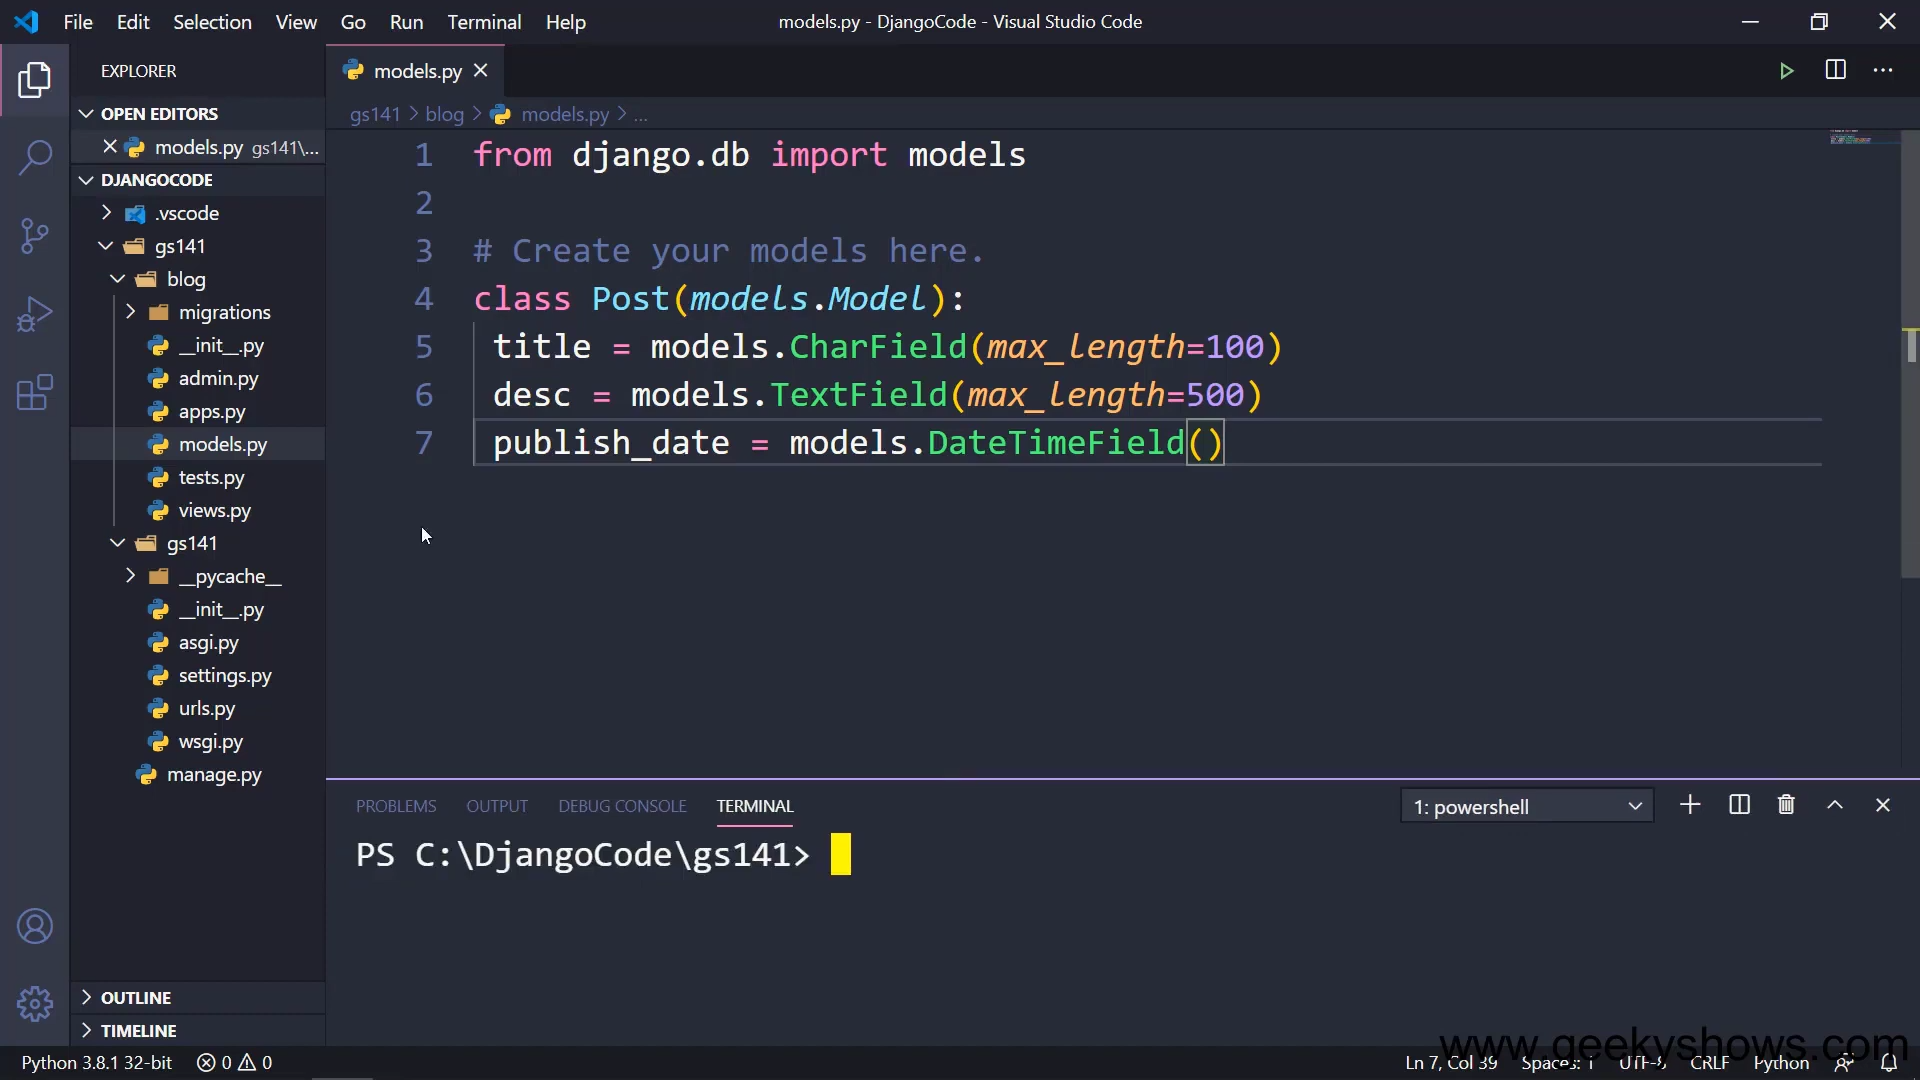 File Edit Selection View Go Run Terminal Help
models.py - DjangoCode - Visual Studio Code
EXPLORER
OPEN EDITORS
models.py gs141\...
DJANGOCODE
.vscode
gs141
blog
migrations
__init__.py
admin.py
apps.py
models.py
tests.py
views.py
gs141
__pycache__
__init__.py
asgi.py
settings.py
urls.py
wsgi.py
manage.py
OUTLINE
TIMELINE
models.py
gs141 > blog > models.py > ...
1 from django.db import models
2
3 # Create your models here.
4 class Post(models.Model):
5 title = models.CharField(max_length=100)
6 desc = models.TextField(max_length=500)
7 publish_date = models.DateTimeField()
PROBLEMS OUTPUT DEBUG CONSOLE TERMINAL
1: powershell
PS C:\DjangoCode\gs141>
www.geekyshows.com
Python 3.8.1 32-bit 0 0
Ln 7, Col 39 Spaces: 1 UTF-8 CRLF Python